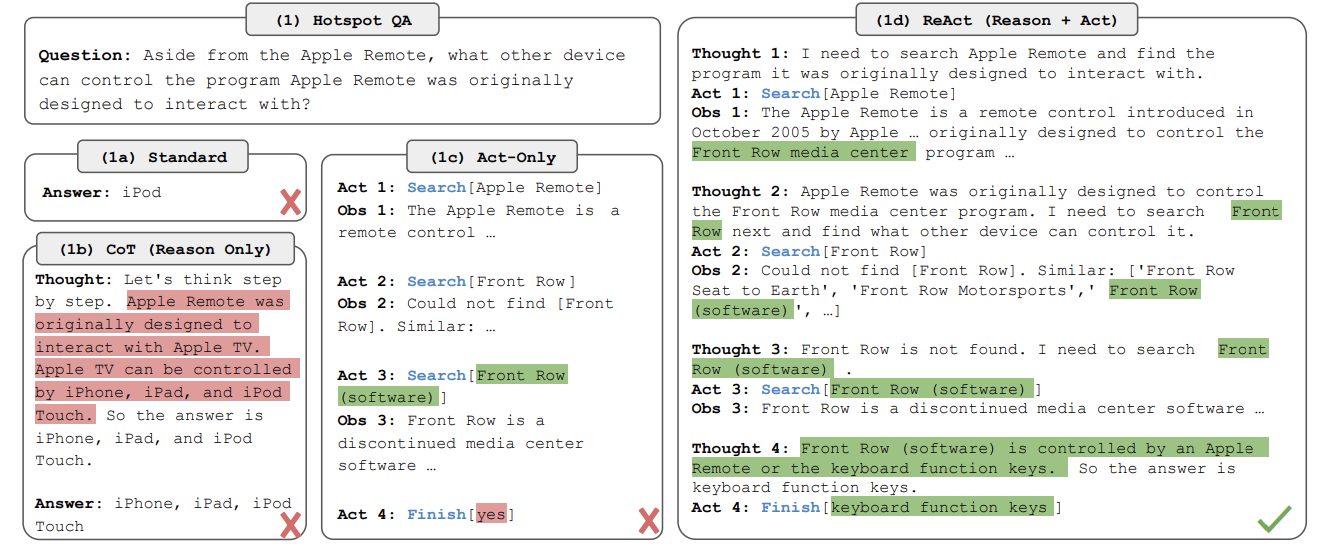 (1) Hotspot QA
Question: Aside from the Apple Remote, what other device
can control the program Apple Remote was originally
designed to interact with?
(1a) Standard
Answer: iPod
(1b) CoT (Reason Only)
Thought: Let's think step
by step. Apple Remote was
originally designed to
interact with Apple TV.
Apple TV can be controlled
by iPhone, iPad, and iPod
Touch. So the answer is
iPhone, iPad, and iPod
Touch.
Answer: iPhone, iPad, iPod
Touch
(1c) Act-Only
Act 1: Search[Apple Remote]
Obs 1: The Apple Remote is a
remote control …
Act 2: Search[Front Row]
Obs 2: Could not find [Front
Row]. Similar: …
Act 3: Search[Front Row
(software)]
Obs 3: Front Row is a
discontinued media center
software …
Act 4: Finish[yes]
(1d) ReAct (Reason + Act)
Thought 1: I need to search Apple Remote and find the
program it was originally designed to interact with.
Act 1: Search[Apple Remote]
Obs 1: The Apple Remote is a remote control introduced in
October 2005 by Apple … originally designed to control the
Front Row media center program …
Thought 2: Apple Remote was originally designed to control
the Front Row media center program. I need to search Front
Row next and find what other device can control it.
Act 2: Search[Front Row]
Obs 2: Could not find [Front Row]. Similar: ['Front Row
Seat to Earth', 'Front Row Motorsports',' Front Row
(software)', …]
Thought 3: Front Row is not found. I need to search Front
Row (software) .
Act 3: Search[Front Row (software)]
Obs 3: Front Row is a discontinued media center software …
Thought 4: Front Row (software) is controlled by an Apple
Remote or the keyboard function keys. So the answer is
keyboard function keys.
Act 4: Finish[keyboard function keys]